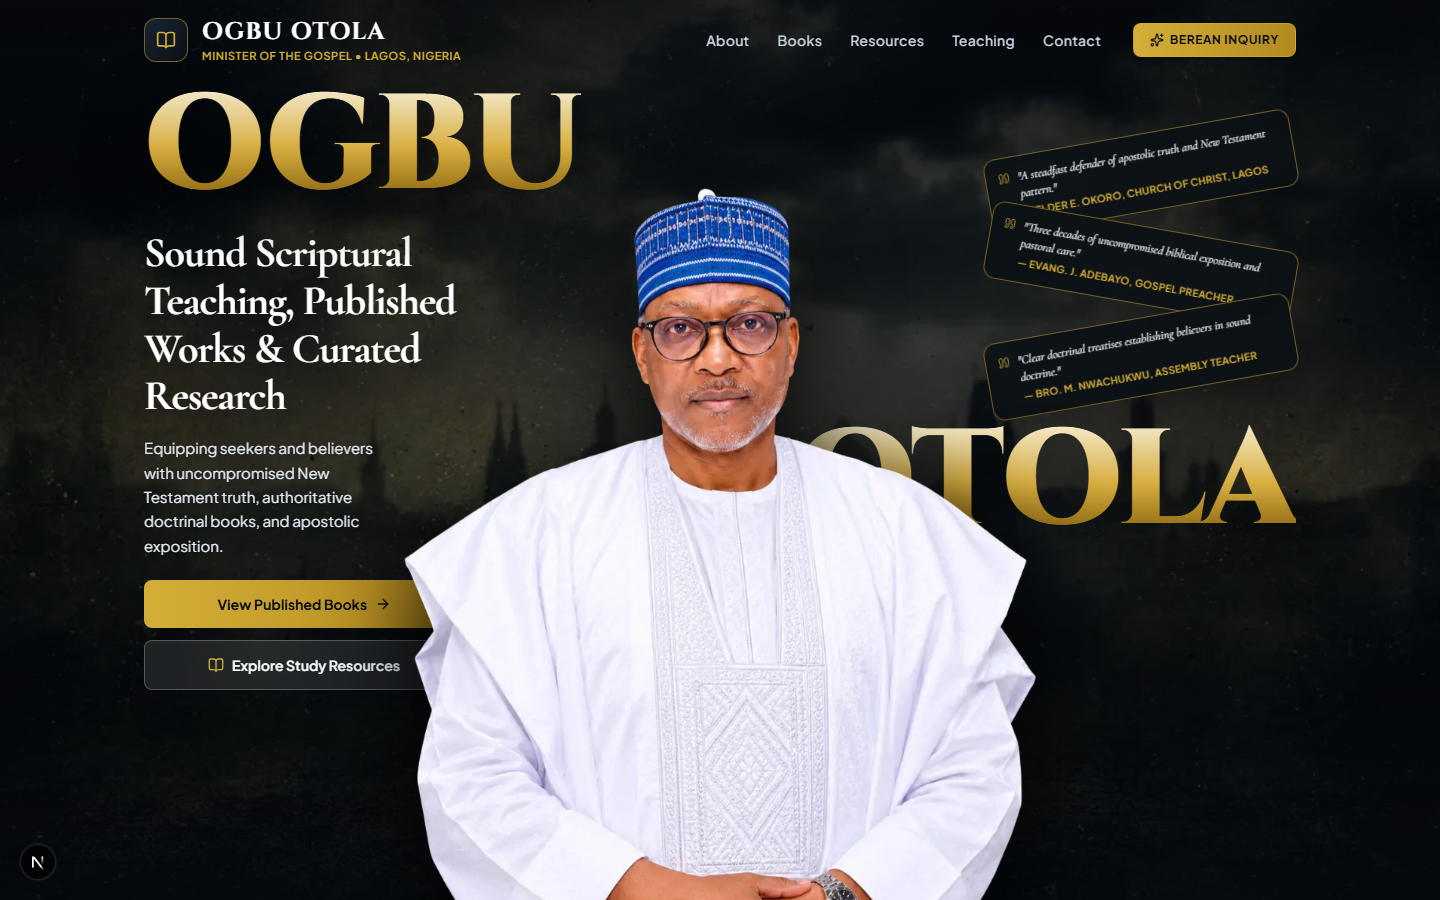 OGBU OTOLA
MINISTER OF THE GOSPEL • LAGOS, NIGERIA
About
Books
Resources
Teaching
Contact
BEREAN INQUIRY
OGBU
Sound Scriptural
Teaching, Published
Works & Curated
Research
Equipping seekers and believers
with uncompromised New
Testament truth, authoritative
doctrinal books, and apostolic
exposition.
View Published Books
Explore Study Resources
"A steadfast defender of apostolic truth and New Testament
pattern."
ELDER E. OKORO, CHURCH OF CHRIST, LAGOS
"Three decades of uncompromised biblical exposition and
pastoral care."
— EVANG. J. ADEBAYO, GOSPEL PREACHER
"Clear doctrinal treatises establishing believers in sound
doctrine."
— BRO. M. NWACHUKWU, ASSEMBLY TEACHER
OTOLA
N